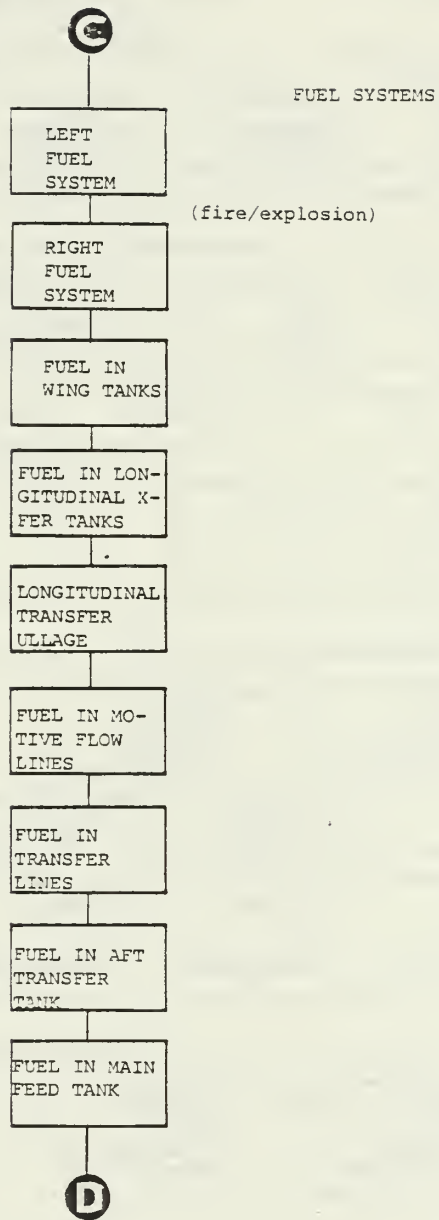 C
FUEL SYSTEMS
LEFT
FUEL
SYSTEM
(fire/explosion)
RIGHT
FUEL
SYSTEM
FUEL IN
WING TANKS
FUEL IN LON-
GITUDINAL X-
FER TANKS
LONGITUDINAL
TRANSFER
ULLAGE
FUEL IN MO-
TIVE FLOW
LINES
FUEL IN
TRANSFER
LINES
FUEL IN AFT
TRANSFER
TANK
FUEL IN MAIN
FEED TANK
D